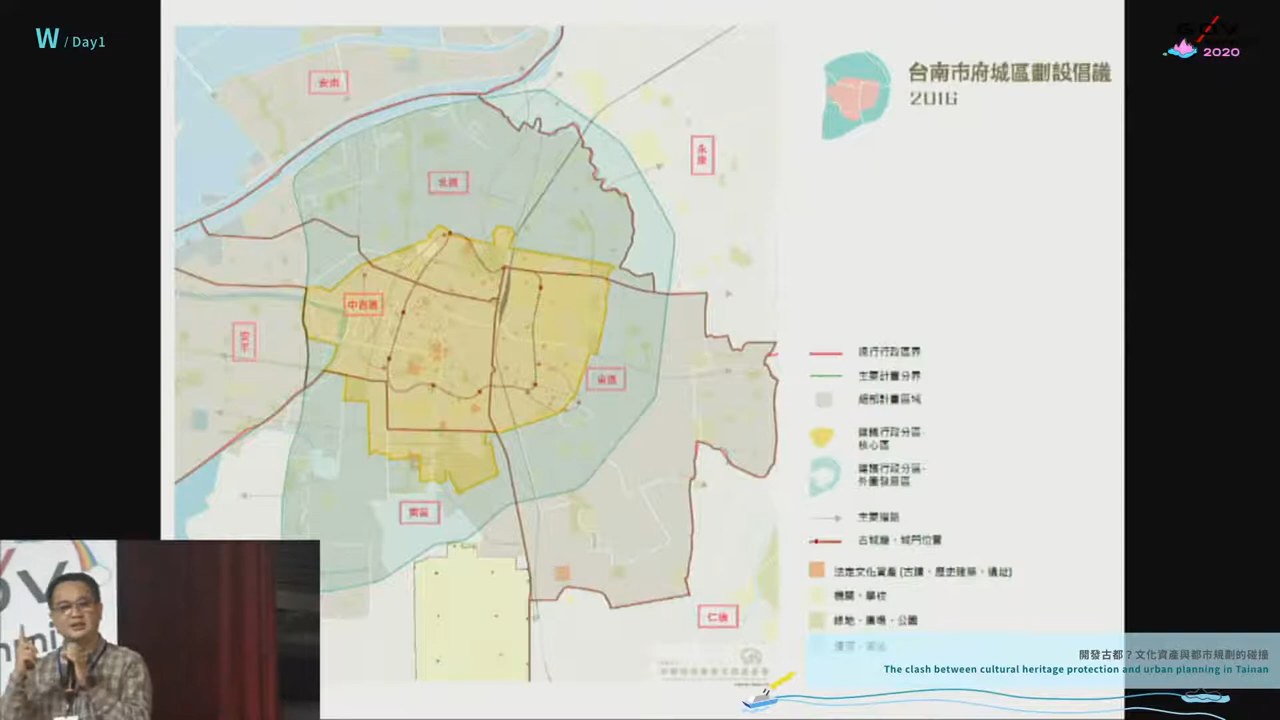 W / Day1
2020
台南市府城區劃設倡議
2016
安南
永康
北區
中西區
安平
東區
南區
仁德
現行行政區界
主要計畫分界
細部計畫區域
建議行政分區-
核心區
建議行政分區-
外圍發展區
主要道路
古城牆、城門位置
法定文化資產 (古蹟、歷史建築、遺址)
機關、學校
綠地、廣場、公園
開發古都?文化資產與都市規劃的碰撞
The clash between cultural heritage protection and urban planning in Tainan